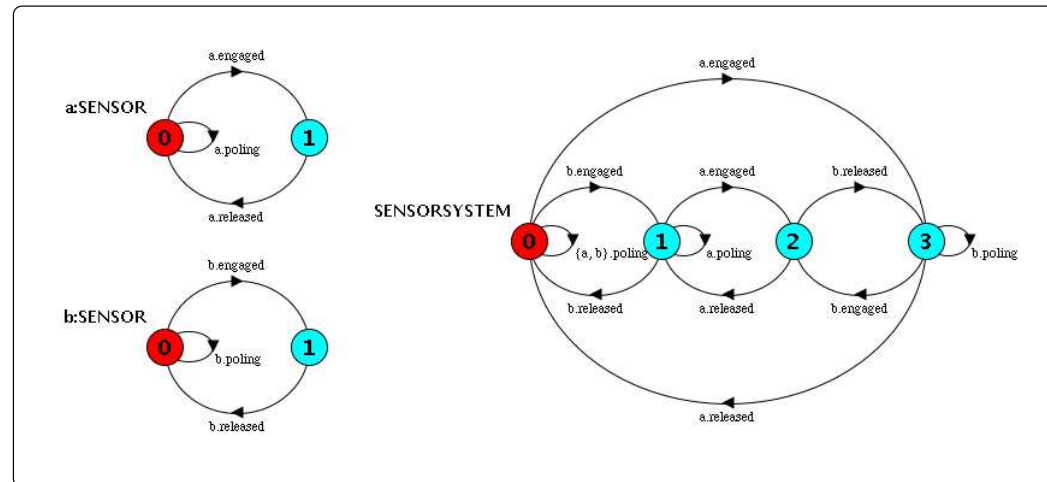 a.engaged
a:SENSOR
0
1
a.poling
a.released
b.engaged
b:SENSOR
0
1
b.poling
b.released
a.engaged
b.engaged
a.engaged
b.released
SENSORSYSTEM
0
1
2
3
{a, b}.poling
a.poling
b.poling
b.released
a.released
b.engaged
a.released